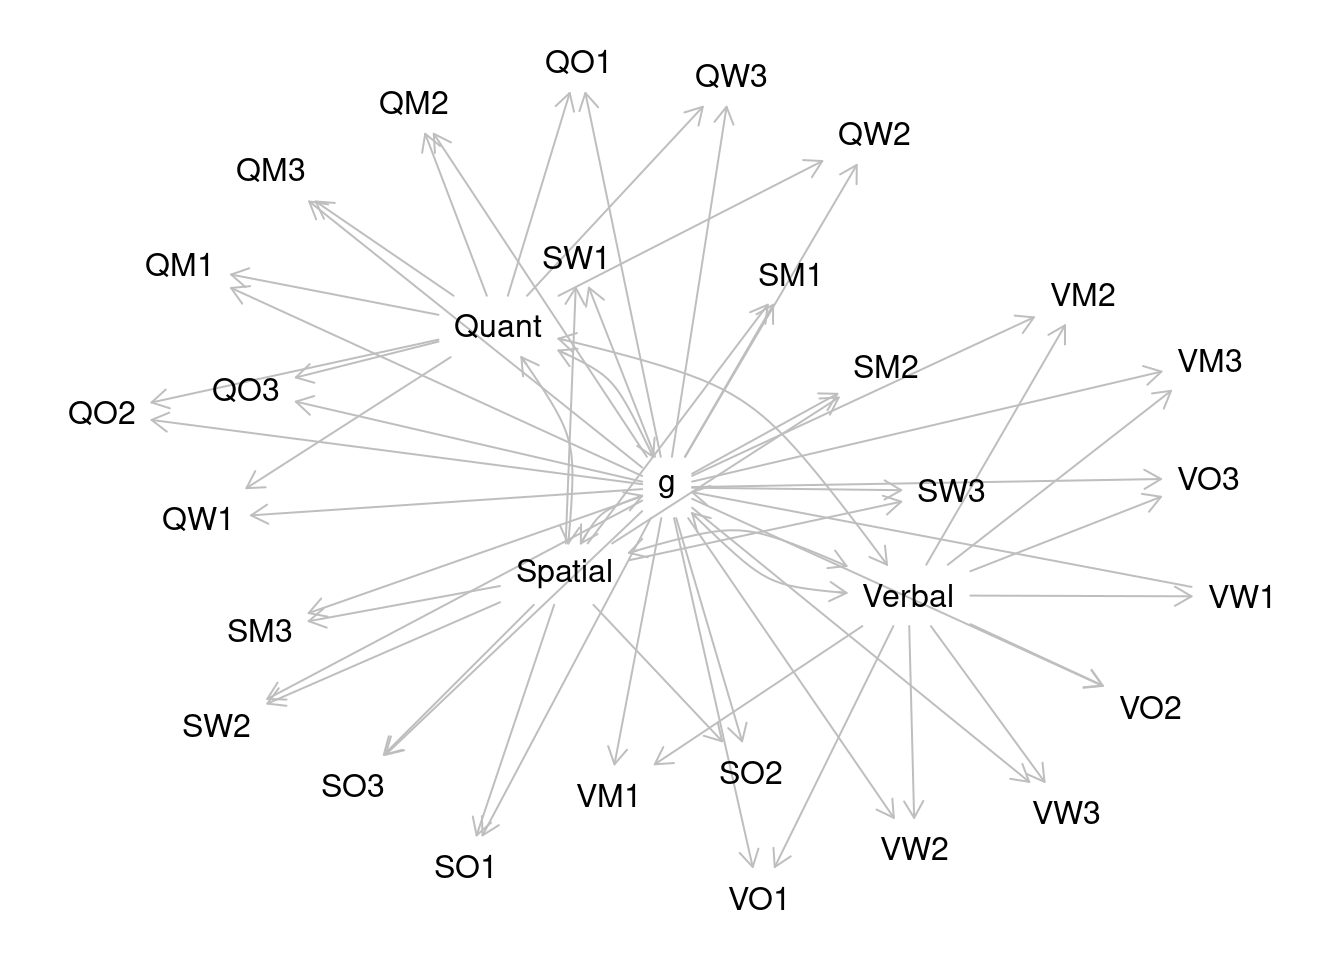 QO1
QW3
QM2
QW2
QM3
SW1
QM1
SM1
VM2
Quant
VM3
SM2
QO3
QO2
VO3
g
SW3
QW1
Spatial
Verbal
VW1
SM3
VO2
SW2
SO2
SO3
VM1
VW3
VW2
SO1
VO1